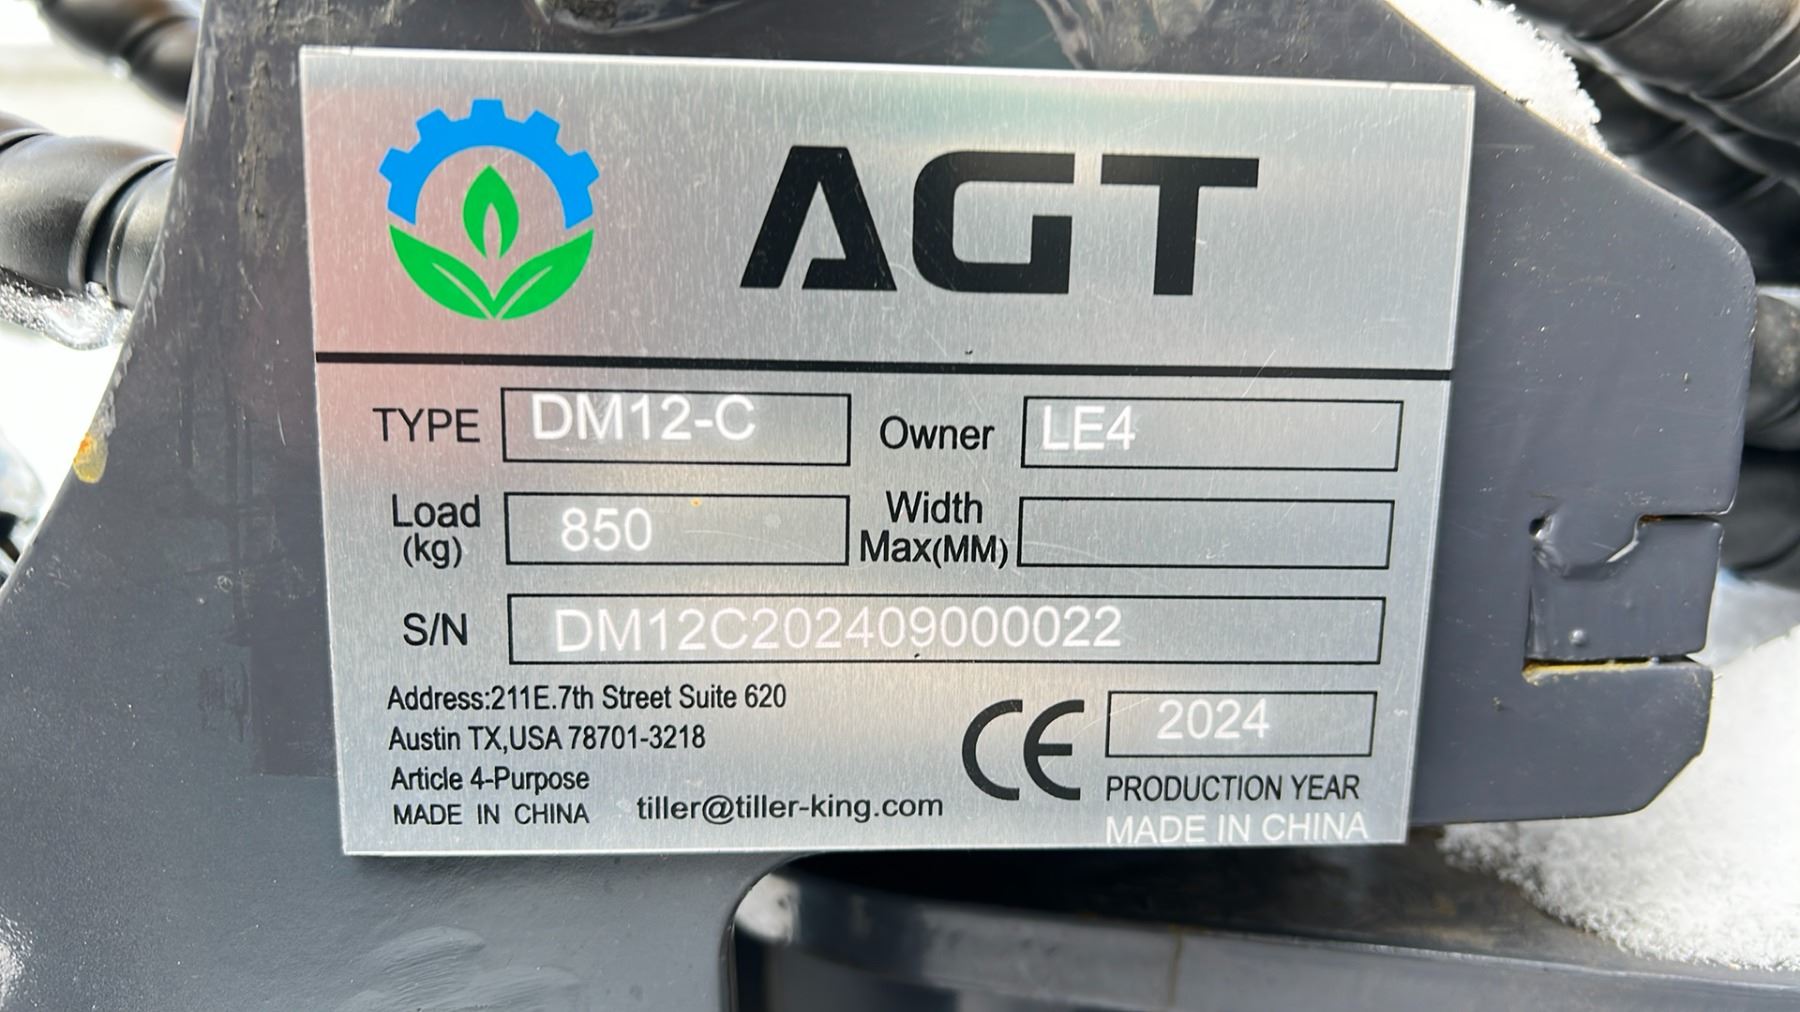 AGT
TYPE DM12-C Owner LE4
Load (kg) 850 Width Max(MM)
S/N DM12C202409000022
Address:211E.7th Street Suite 620
Austin TX,USA 78701-3218
Article 4-Purpose
MADE IN CHINA tiller@tiller-king.com
CE 2024
PRODUCTION YEAR
MADE IN CHINA